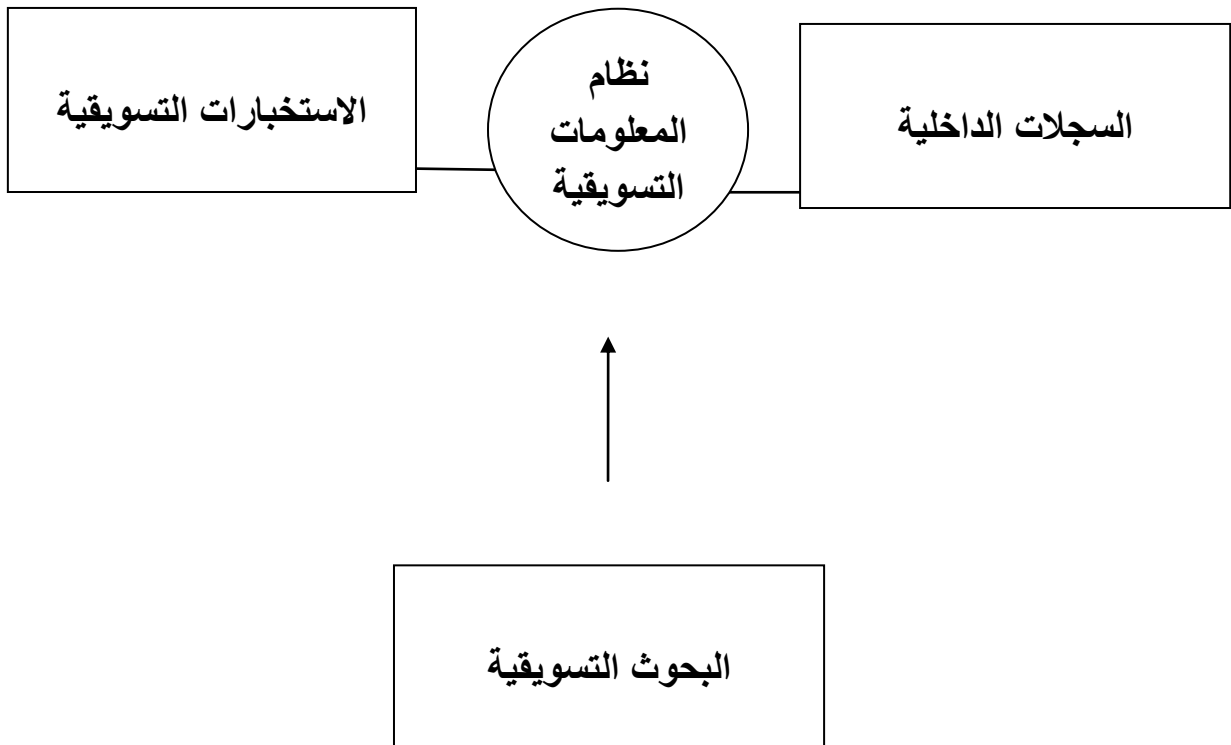 السجلات الداخلية
نظام
المعلومات
التسويقية
الاستخبارات التسويقية
البحوث التسويقية